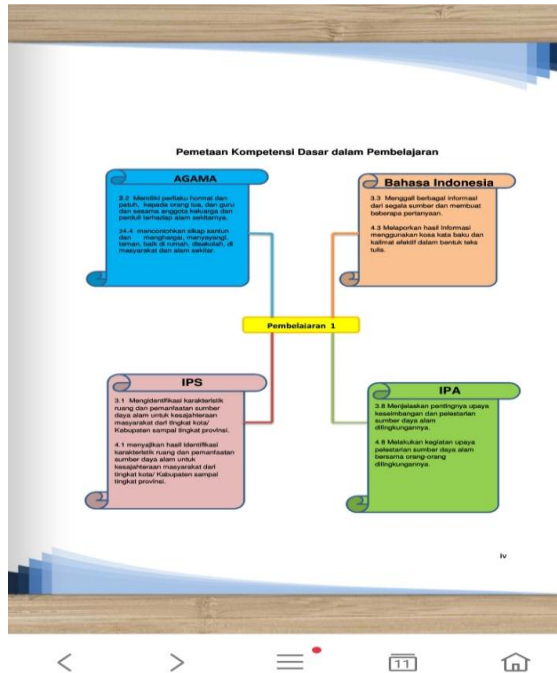 Pemetaan Kompetensi Dasar dalam Pembelajaran
AGAMA
2.2 Memiliki perilaku hormat dan
patuh, kepada orang tua, dan guru
dan sesama anggota keluarga dan
perduli terhadap alam sekitarnya.
24.4 mencontohkan sikap santun
dan menghargai, menyayangi,
teman, baik di rumah, disekolah, di
masyarakat dan alam sekitar.
Bahasa Indonesia
3.3 Menggali berbagai informasi
dari segala sumber dan membuat
beberapa pertanyaan.
4.3 Melaporkan hasil informasi
menggunakan kosa kata baku dan
kalimat efektif dalam bentuk teks
tulis.
Pembelajaran 1
IPS
3.1 Mengidentifikasi karakteristik
ruang dan pemanfaatan sumber
daya alam untuk kesejahteraan
masyarakat dari tingkat kota/
Kabupaten sampai tingkat provinsi.
4.1 menyajikan hasil identifikasi
karakteristik ruang dan pemanfaatan
sumber daya alam untuk
kesejahteraan masyarakat dari
tingkat kota/ Kabupaten sampai
tingkat provinsi.
IPA
3.8 Menjelaskan pentingnya upaya
keseimbangan dan pelestarian
sumber daya alam
dilingkungannya.
4.8 Melakukan kegiatan upaya
pelestarian sumber daya alam
bersama orang-orang
dilingkungannya.
iv
11